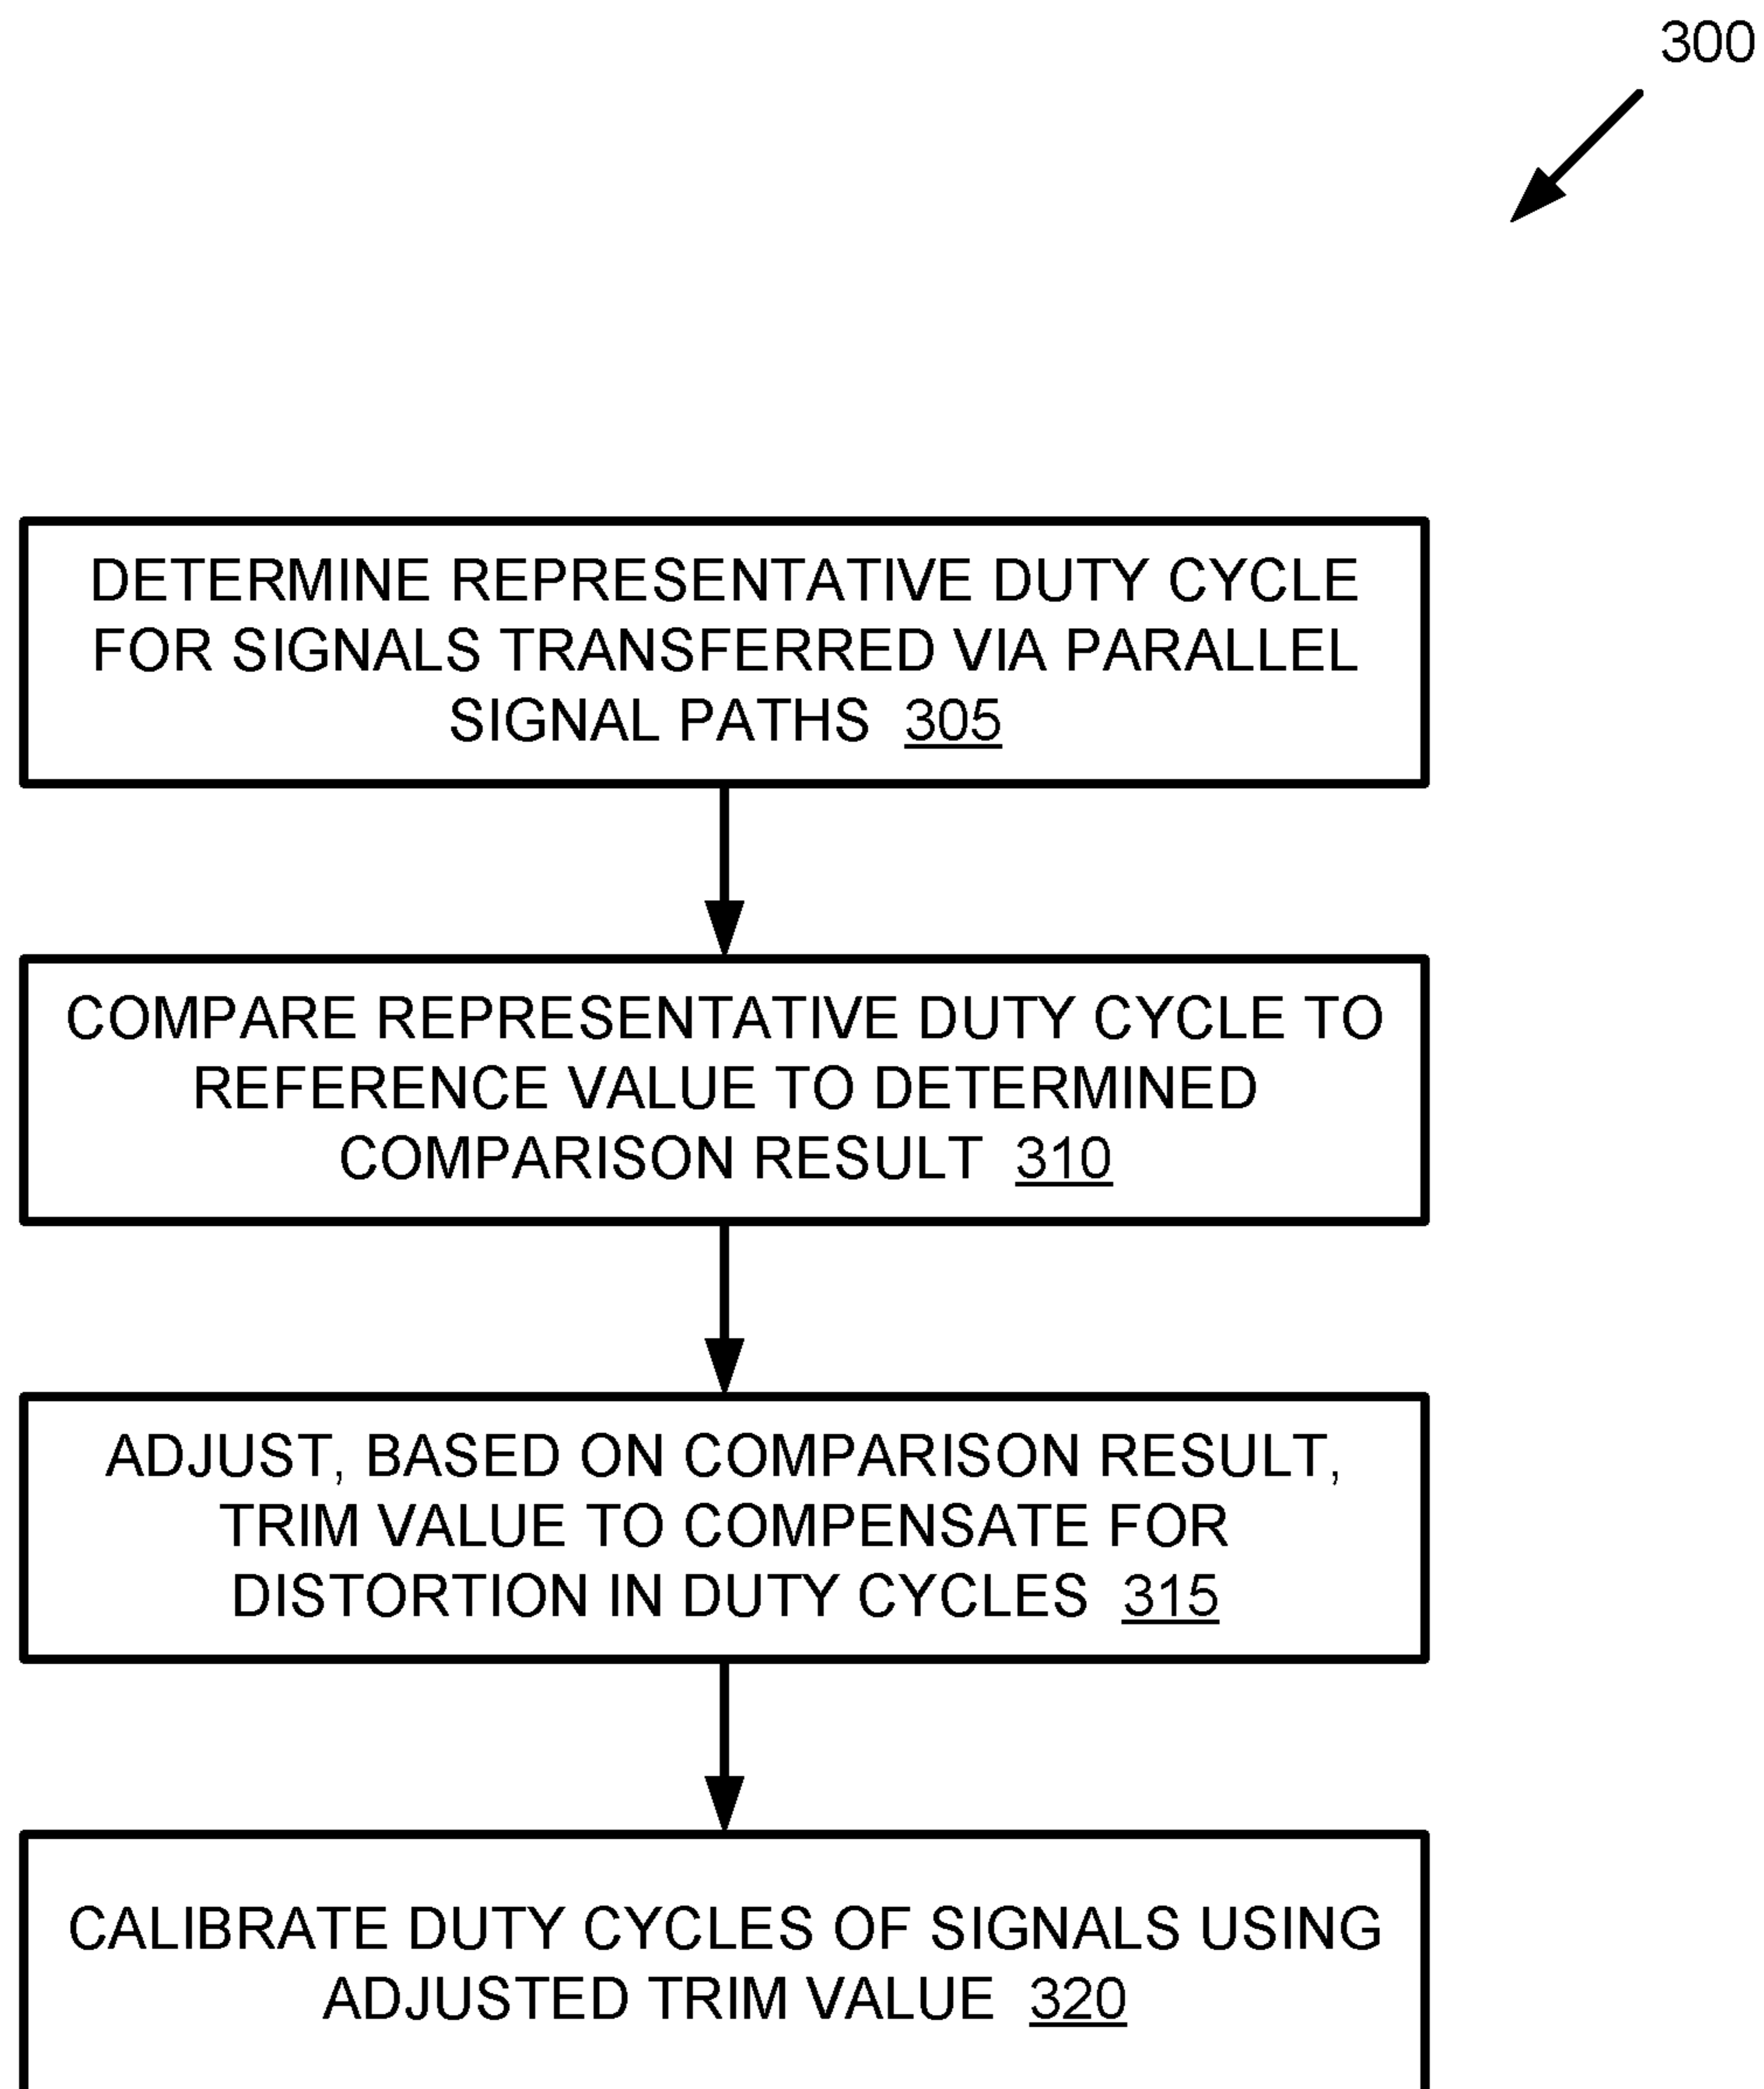 300
DETERMINE REPRESENTATIVE DUTY CYCLE
FOR SIGNALS TRANSFERRED VIA PARALLEL
SIGNAL PATHS 305
COMPARE REPRESENTATIVE DUTY CYCLE TO
REFERENCE VALUE TO DETERMINED
COMPARISON RESULT 310
ADJUST, BASED ON COMPARISON RESULT,
TRIM VALUE TO COMPENSATE FOR
DISTORTION IN DUTY CYCLES 315
CALIBRATE DUTY CYCLES OF SIGNALS USING
ADJUSTED TRIM VALUE 320